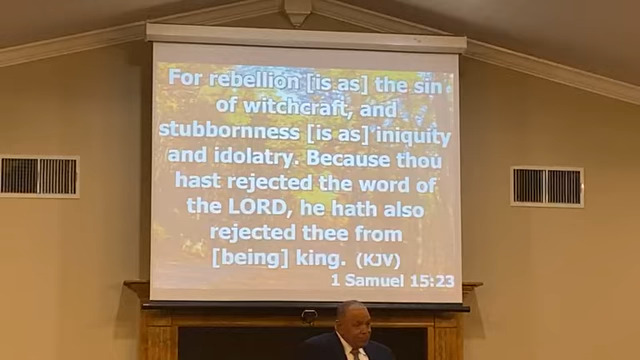 For rebellion [is as] the sin
of witchcraft, and
stubbornness [is as] iniquity
and idolatry. Because thou
hast rejected the word of
the LORD, he hath also
rejected thee from
[being] king. (KJV)
1 Samuel 15:23